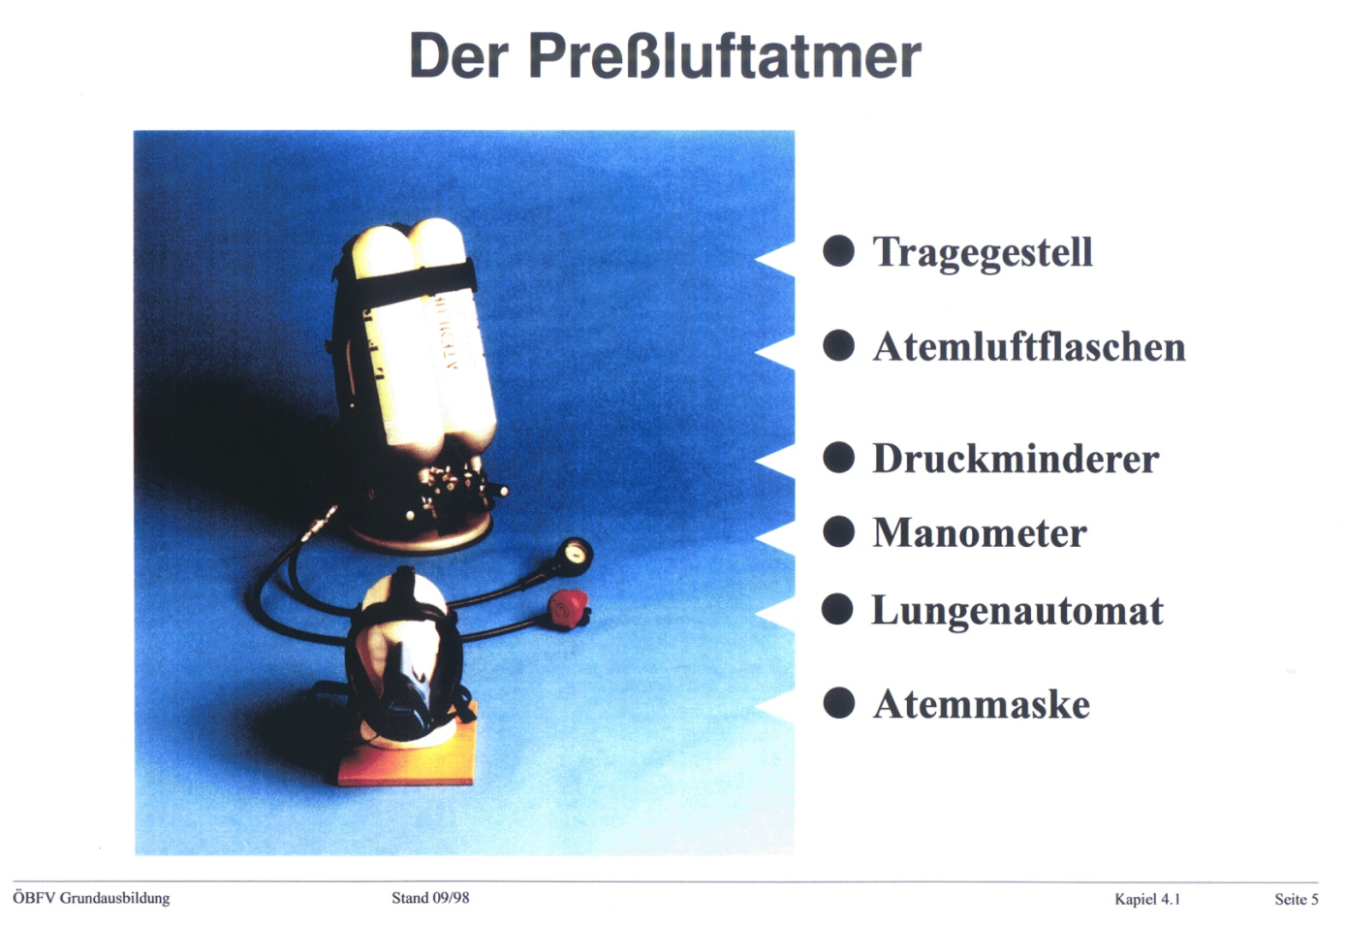 Der Preßluftatmer
● Tragegestell
● Atemluftflaschen
● Druckminderer
● Manometer
● Lungenautomat
● Atemmaske
ÖBFV Grundausbildung Stand 09/98 Kapiel 4.1 Seite 5